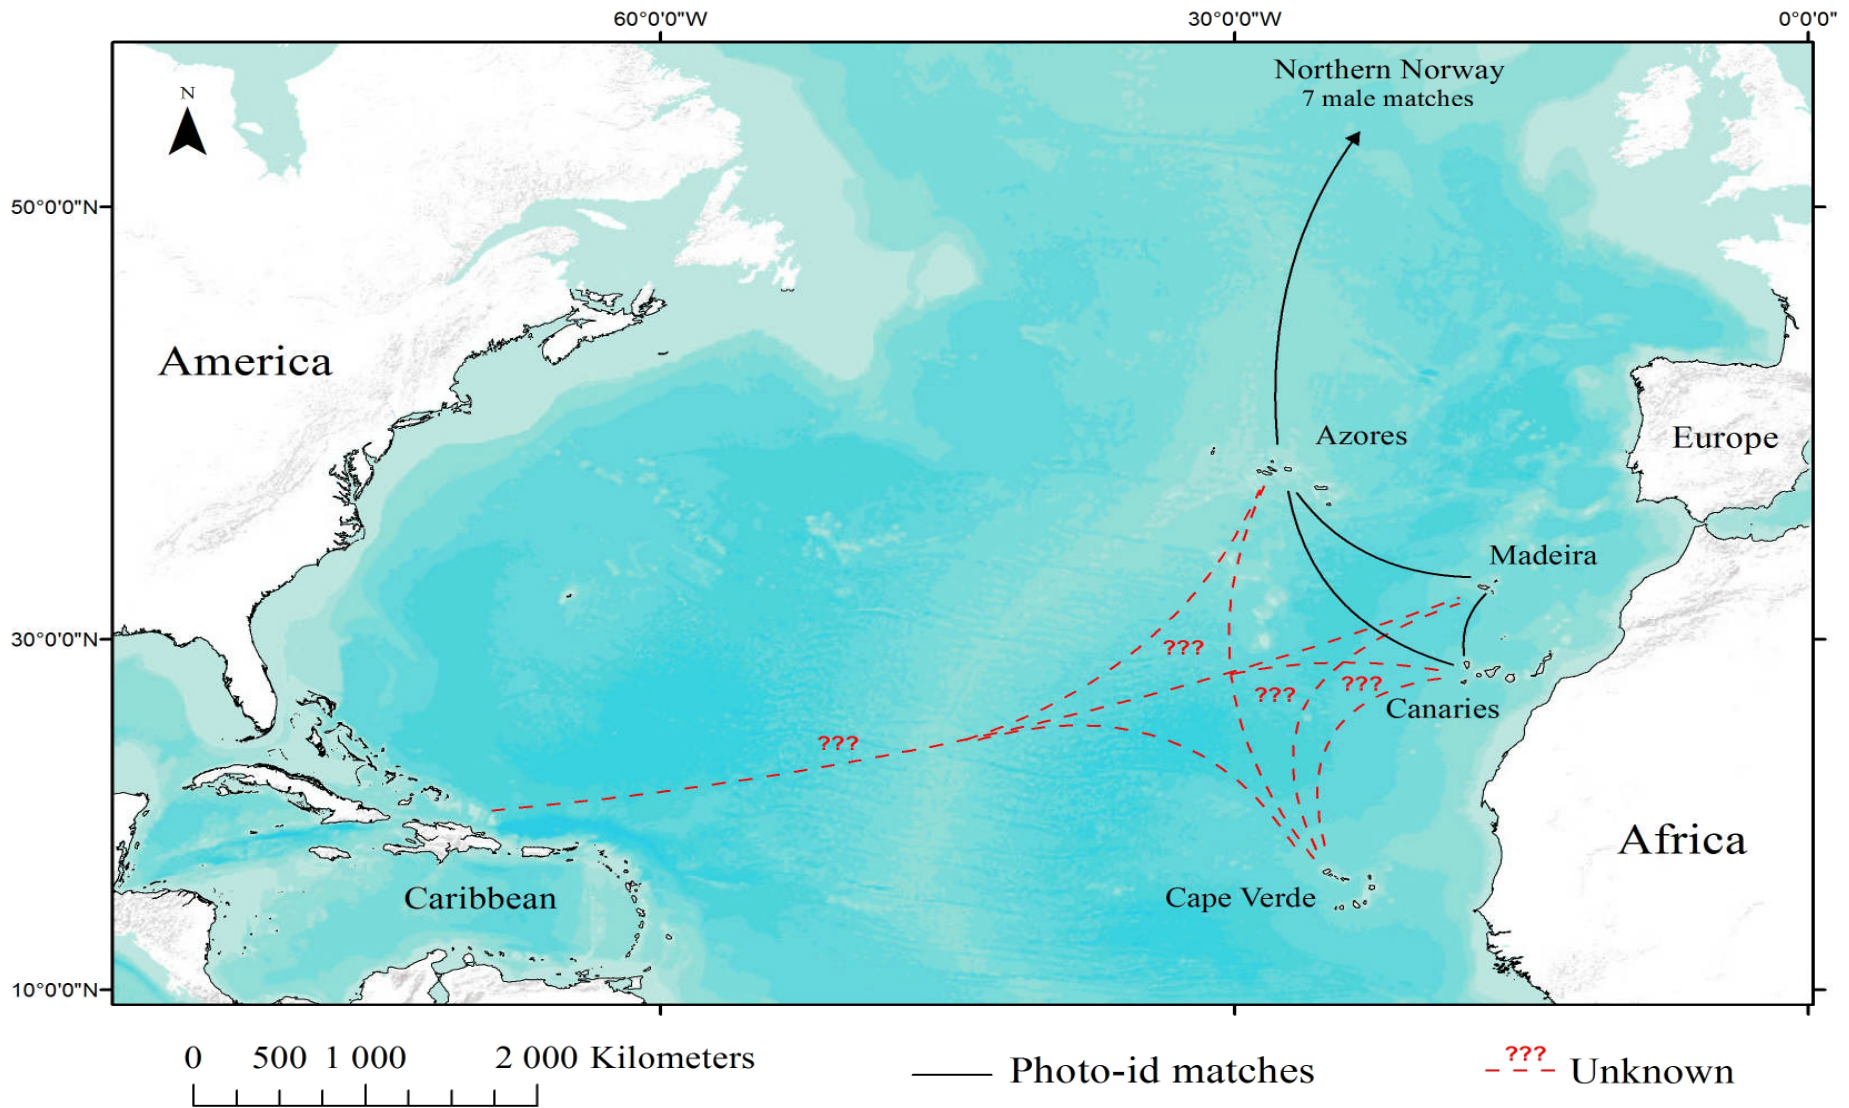 60°0'0"W
30°0'0"W
0°0'0"
Northern Norway
7 male matches
N
50°0'0"N
America
Azores
Europe
Madeira
30°0'0"N
???
???
???
Canaries
???
Africa
Caribbean
Cape Verde
10°0'0"N
0 500 1 000 2 000 Kilometers
Photo-id matches
??? Unknown